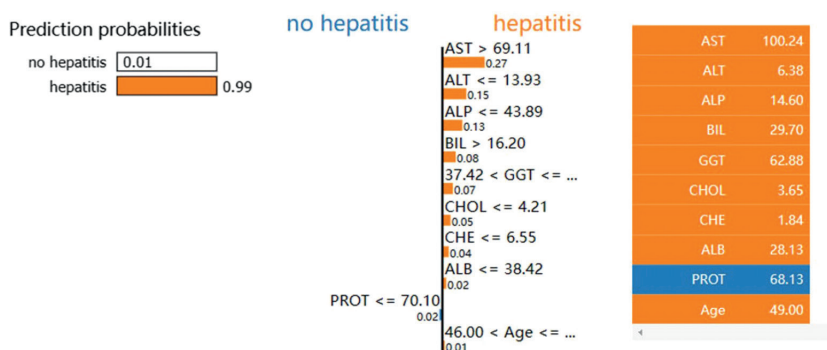 Prediction probabilities
no hepatitis 0.01
hepatitis 0.99
no hepatitis hepatitis
AST > 69.11
0.27
ALT <= 13.93
0.15
ALP <= 43.89
0.13
BIL > 16.20
0.08
37.42 < GGT <= ...
0.07
CHOL <= 4.21
0.05
CHE <= 6.55
0.04
ALB <= 38.42
0.02
PROT <= 70.10
0.02
46.00 < Age <= ...
0.01
AST 100.24
ALT 6.38
ALP 14.60
BIL 29.70
GGT 62.88
CHOL 3.65
CHE 1.84
ALB 28.13
PROT 68.13
Age 49.00